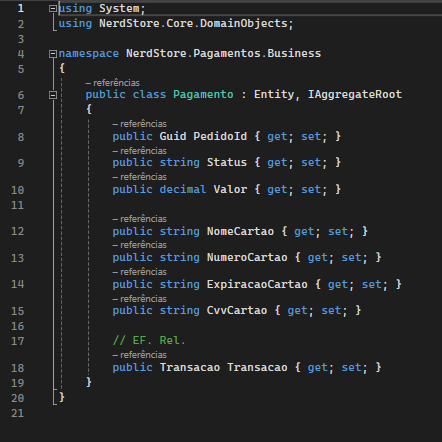 1 using System;
2 using NerdStore.Core.DomainObjects;
3
4 namespace NerdStore.Pagamentos.Business
5 {
– referências
6 public class Pagamento : Entity, IAggregateRoot
7 {
– referências
8 public Guid PedidoId { get; set; }
– referências
9 public string Status { get; set; }
– referências
10 public decimal Valor { get; set; }
11
– referências
12 public string NomeCartao { get; set; }
– referências
13 public string NumeroCartao { get; set; }
– referências
14 public string ExpiracaoCartao { get; set; }
– referências
15 public string CvvCartao { get; set; }
16
17 // EF. Rel.
– referências
18 public Transacao Transacao { get; set; }
19 }
20 }
21